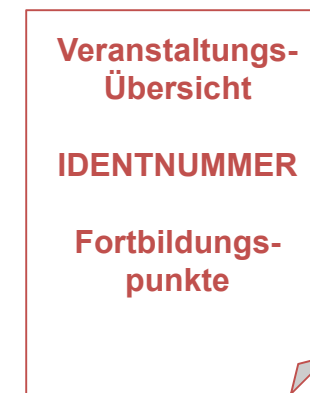 Veranstaltungs-
Übersicht
IDENTNUMMER
Fortbildungs-
punkte